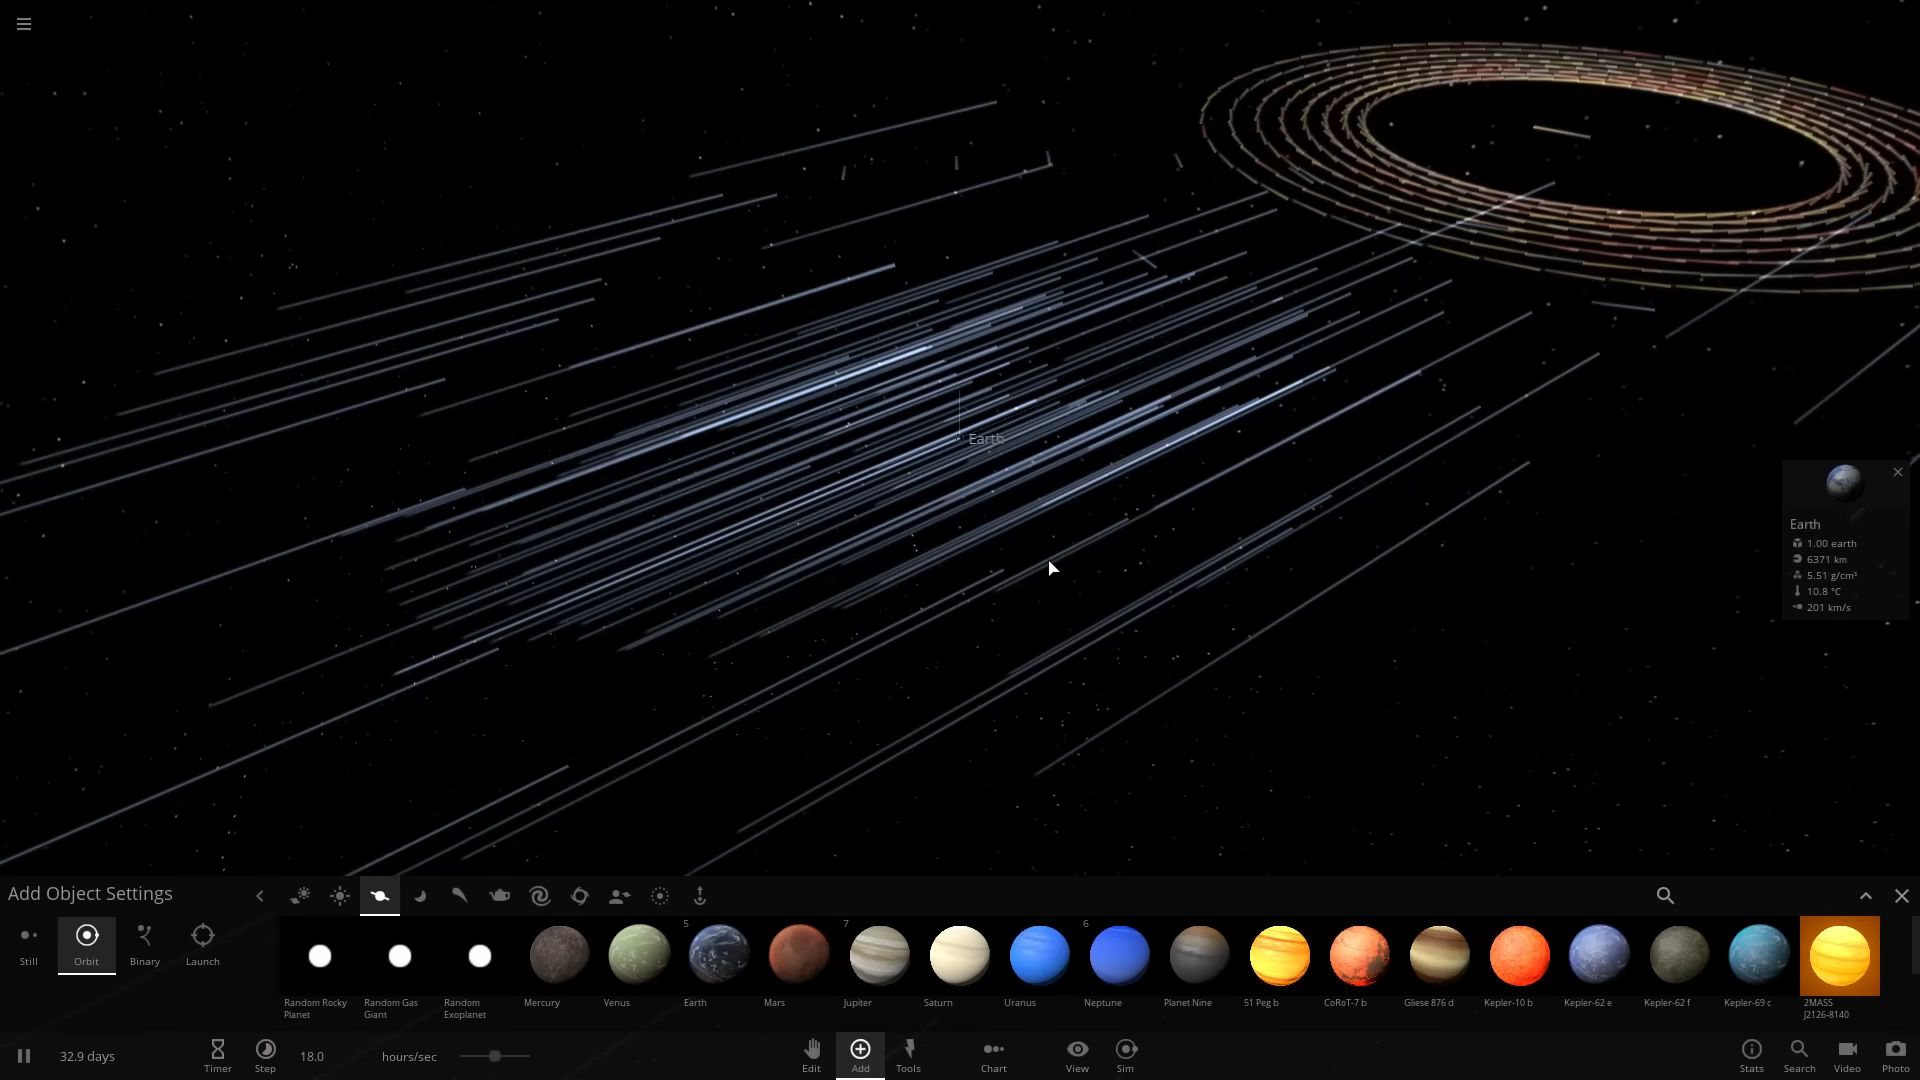 Earth
Earth
1.00 earth
6371 km
5.51 g/cm³
10.8 °C
201 km/s
Add Object Settings
Still
Orbit
Binary
Launch
5
7
6
Random Rocky
Planet
Random Gas
Giant
Random
Exoplanet
Mercury
Venus
Earth
Mars
Jupiter
Saturn
Uranus
Neptune
Planet Nine
51 Peg b
CoRoT-7 b
Gliese 876 d
Kepler-10 b
Kepler-62 e
Kepler-62 f
Kepler-69 c
2MASS
J2126-8140
32.9 days
Timer
Step
18.0
hours/sec
Edit
Add
Tools
Chart
View
Sim
Stats
Search
Video
Photo